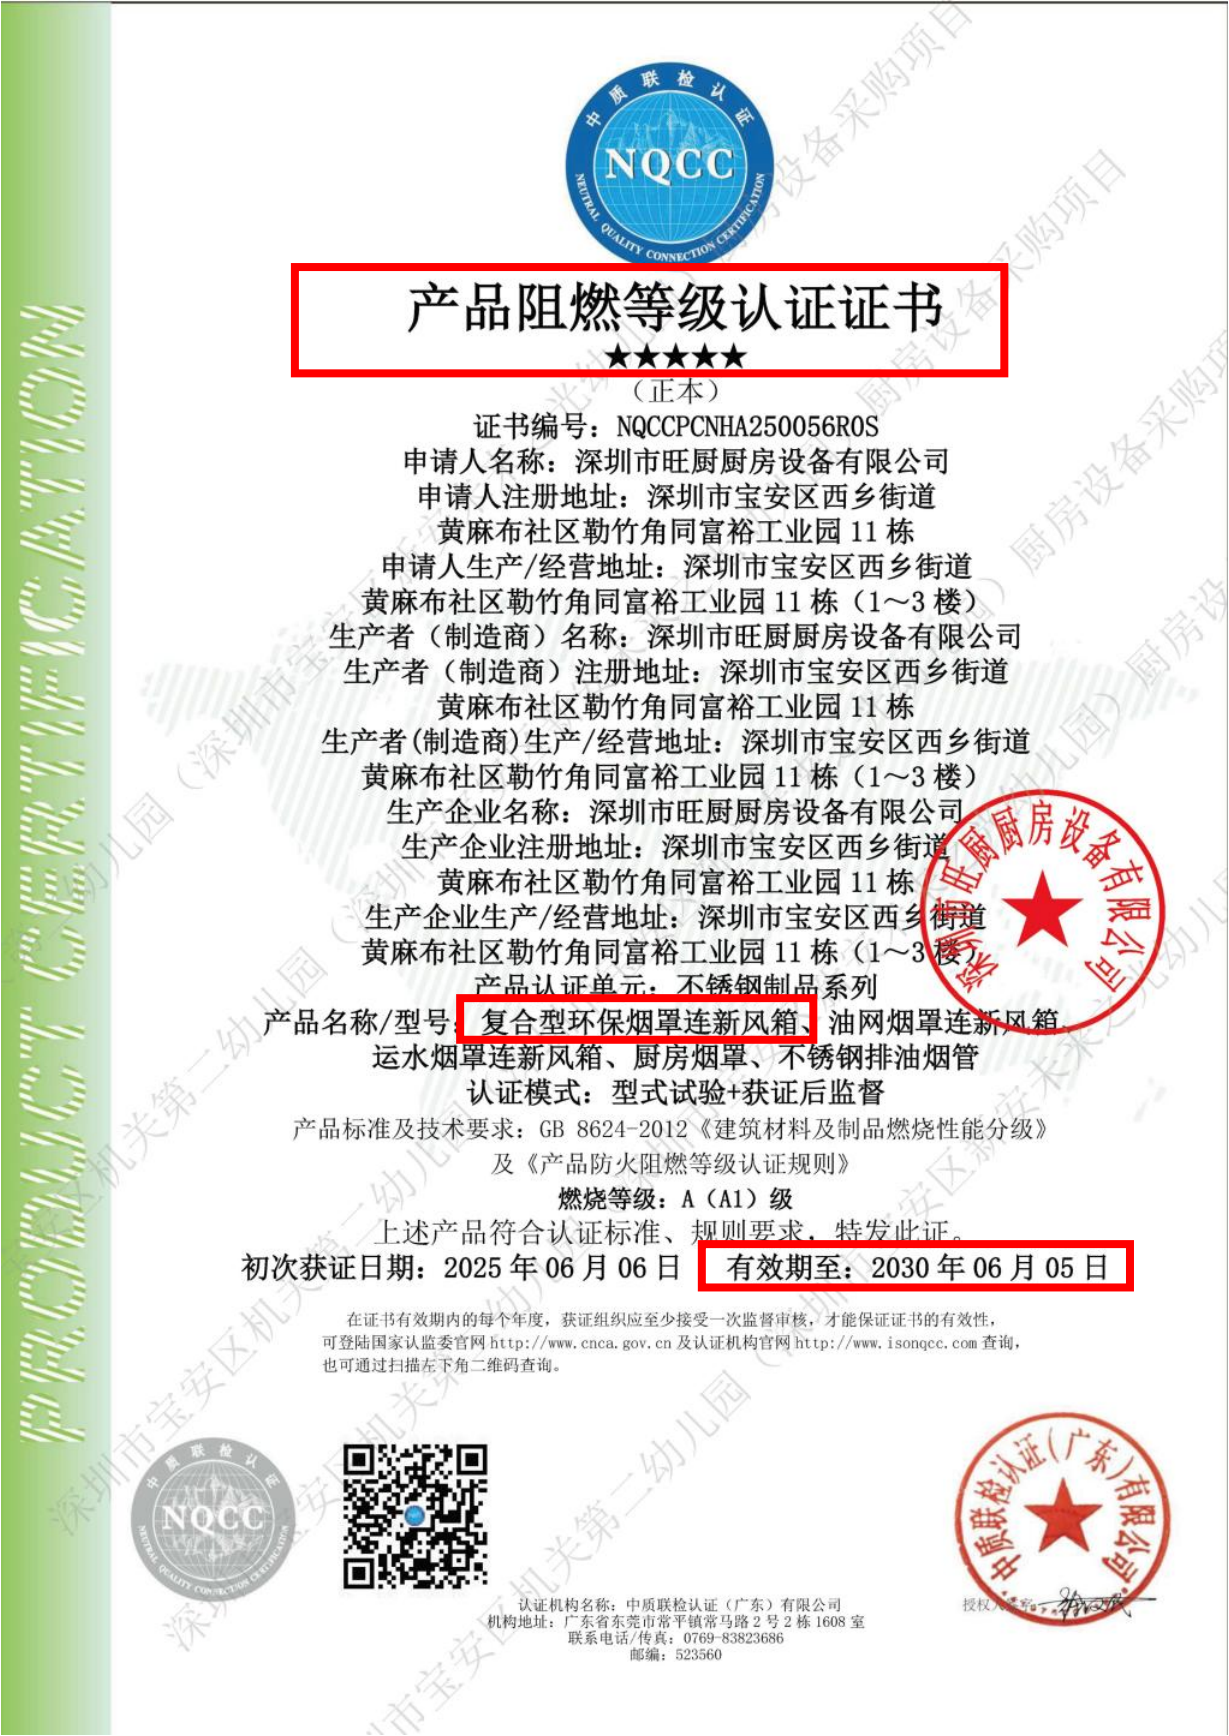 中质联检认证
NQCC
NEUTRAL QUALITY CONNECTION CERTIFICATION
产品阻燃等级认证证书
★★★★★
（正本）
证书编号：NQCCPCNHA250056R0S
申请人名称：深圳市旺厨厨房设备有限公司
申请人注册地址：深圳市宝安区西乡街道
黄麻布社区勒竹角同富裕工业园 11 栋
申请人生产/经营地址：深圳市宝安区西乡街道
黄麻布社区勒竹角同富裕工业园 11 栋（1～3 楼）
生产者（制造商）名称：深圳市旺厨厨房设备有限公司
生产者（制造商）注册地址：深圳市宝安区西乡街道
黄麻布社区勒竹角同富裕工业园 11 栋
生产者(制造商)生产/经营地址：深圳市宝安区西乡街道
黄麻布社区勒竹角同富裕工业园 11 栋（1～3 楼）
生产企业名称：深圳市旺厨厨房设备有限公司
生产企业注册地址：深圳市宝安区西乡街道
黄麻布社区勒竹角同富裕工业园 11 栋
生产企业生产/经营地址：深圳市宝安区西乡街道
黄麻布社区勒竹角同富裕工业园 11 栋（1～3 楼）
深圳市旺厨厨房设备有限公司
产品认证单元：不锈钢制品系列
产品名称/型号：复合型环保烟罩连新风箱、油网烟罩连新风箱、
运水烟罩连新风箱、厨房烟罩、不锈钢排油烟管
认证模式：型式试验+获证后监督
产品标准及技术要求：GB 8624-2012《建筑材料及制品燃烧性能分级》
及《产品防火阻燃等级认证规则》
燃烧等级：A（A1）级
上述产品符合认证标准、规则要求，特发此证。
初次获证日期：2025 年 06 月 06 日 有效期至：2030 年 06 月 05 日
在证书有效期内的每个年度，获证组织应至少接受一次监督审核，才能保证证书的有效性，
可登陆国家认监委官网 http://www.cnca.gov.cn 及认证机构官网 http://www.isonqcc.com 查询，
也可通过扫描左下角二维码查询。
PRODUCT CERTIFICATION
中质联检认证
NQCC
NEUTRAL QUALITY CONNECTION CERTIFICATION
中质联检认证（广东）有限公司
授权人签字
认证机构名称：中质联检认证（广东）有限公司
机构地址：广东省东莞市常平镇常马路 2 号 2 栋 1608 室
联系电话/传真：0769-83823686
邮编：523560